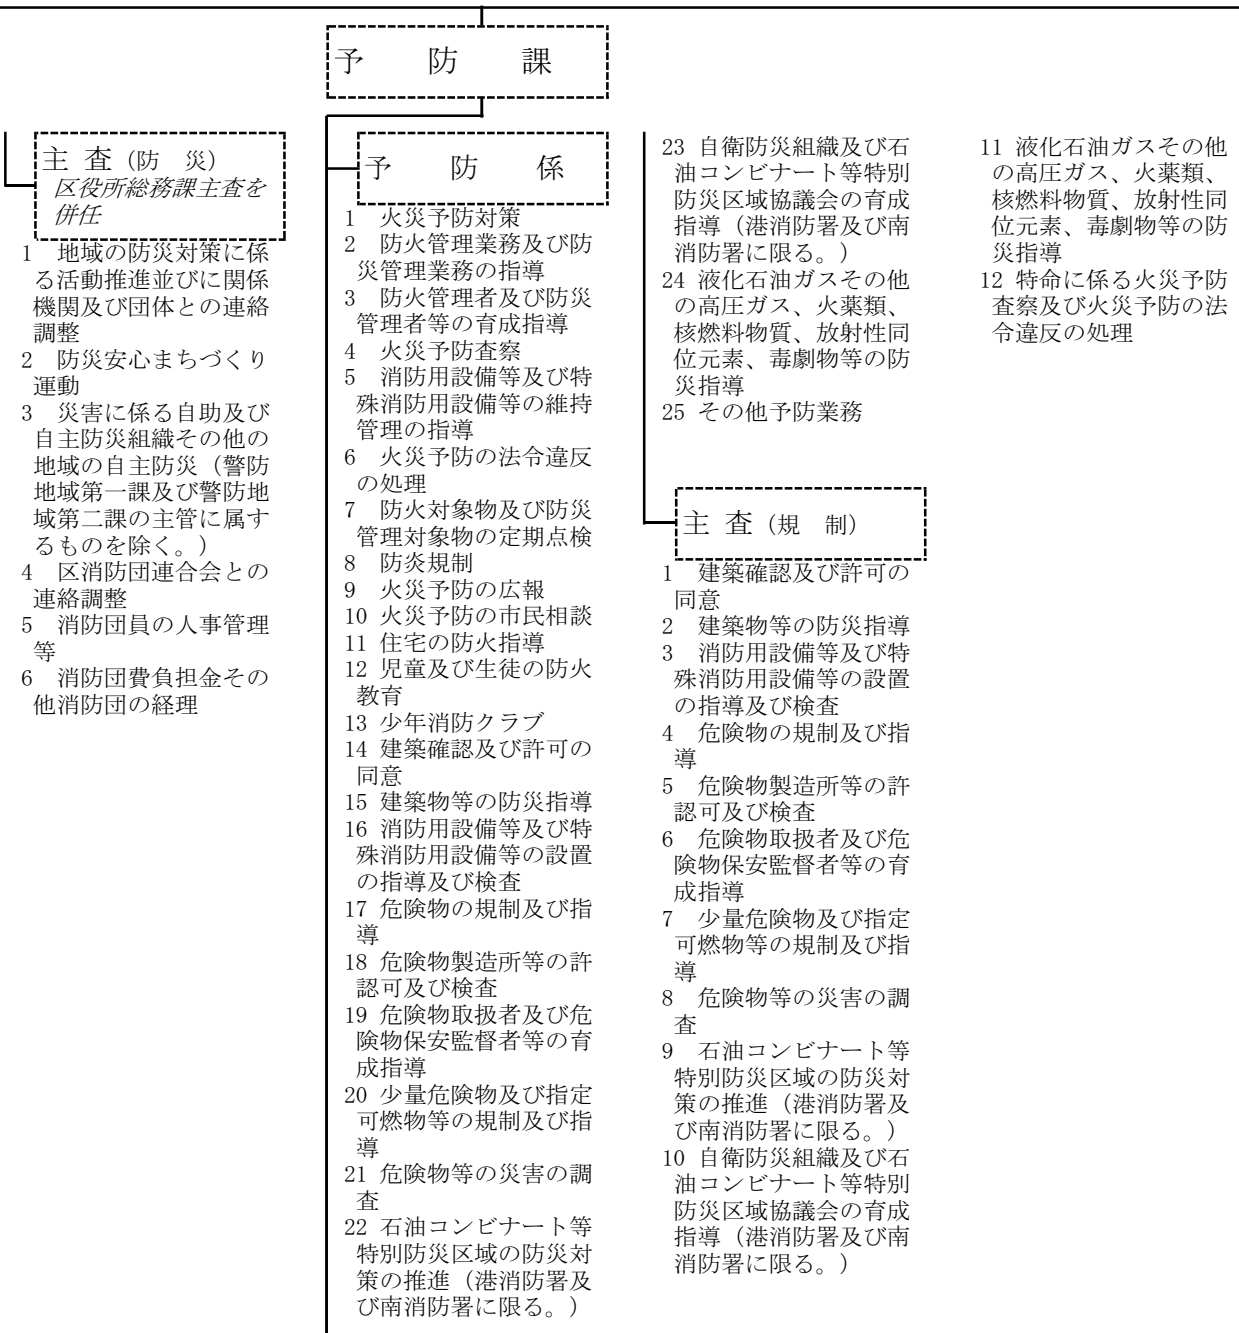 予　防　課
主 査（防　災）
区役所総務課主査を
併任
1　地域の防災対策に係
る活動推進並びに関係
機関及び団体との連絡
調整
2　防災安心まちづくり
運動
3　災害に係る自助及び
自主防災組織その他の
地域の自主防災（警防
地域第一課及び警防地
域第二課の主管に属す
るものを除く。）
4　区消防団連合会との
連絡調整
5　消防団員の人事管理
等
6　消防団費負担金その
他消防団の経理
予　防　係
1　火災予防対策
2　防火管理業務及び防
災管理業務の指導
3　防火管理者及び防災
管理者等の育成指導
4　火災予防査察
5　消防用設備等及び特
殊消防用設備等の維持
管理の指導
6　火災予防の法令違反
の処理
7　防火対象物及び防災
管理対象物の定期点検
8　防炎規制
9　火災予防の広報
10 火災予防の市民相談
11 住宅の防火指導
12 児童及び生徒の防火
教育
13 少年消防クラブ
14 建築確認及び許可の
同意
15 建築物等の防災指導
16 消防用設備等及び特
殊消防用設備等の設置
の指導及び検査
17 危険物の規制及び指
導
18 危険物製造所等の許
認可及び検査
19 危険物取扱者及び危
険物保安監督者等の育
成指導
20 少量危険物及び指定
可燃物等の規制及び指
導
21 危険物等の災害の調
査
22 石油コンビナート等
特別防災区域の防災対
策の推進（港消防署及
び南消防署に限る。）
23 自衛防災組織及び石
油コンビナート等特別
防災区域協議会の育成
指導（港消防署及び南
消防署に限る。）
24 液化石油ガスその他
の高圧ガス、火薬類、
核燃料物質、放射性同
位元素、毒劇物等の防
災指導
25 その他予防業務
主 査（規　制）
1　建築確認及び許可の
同意
2　建築物等の防災指導
3　消防用設備等及び特
殊消防用設備等の設置
の指導及び検査
4　危険物の規制及び指
導
5　危険物製造所等の許
認可及び検査
6　危険物取扱者及び危
険物保安監督者等の育
成指導
7　少量危険物及び指定
可燃物等の規制及び指
導
8　危険物等の災害の調
査
9　石油コンビナート等
特別防災区域の防災対
策の推進（港消防署及
び南消防署に限る。）
10 自衛防災組織及び石
油コンビナート等特別
防災区域協議会の育成
指導（港消防署及び南
消防署に限る。）
11 液化石油ガスその他
の高圧ガス、火薬類、
核燃料物質、放射性同
位元素、毒劇物等の防
災指導
12 特命に係る火災予防
査察及び火災予防の法
令違反の処理